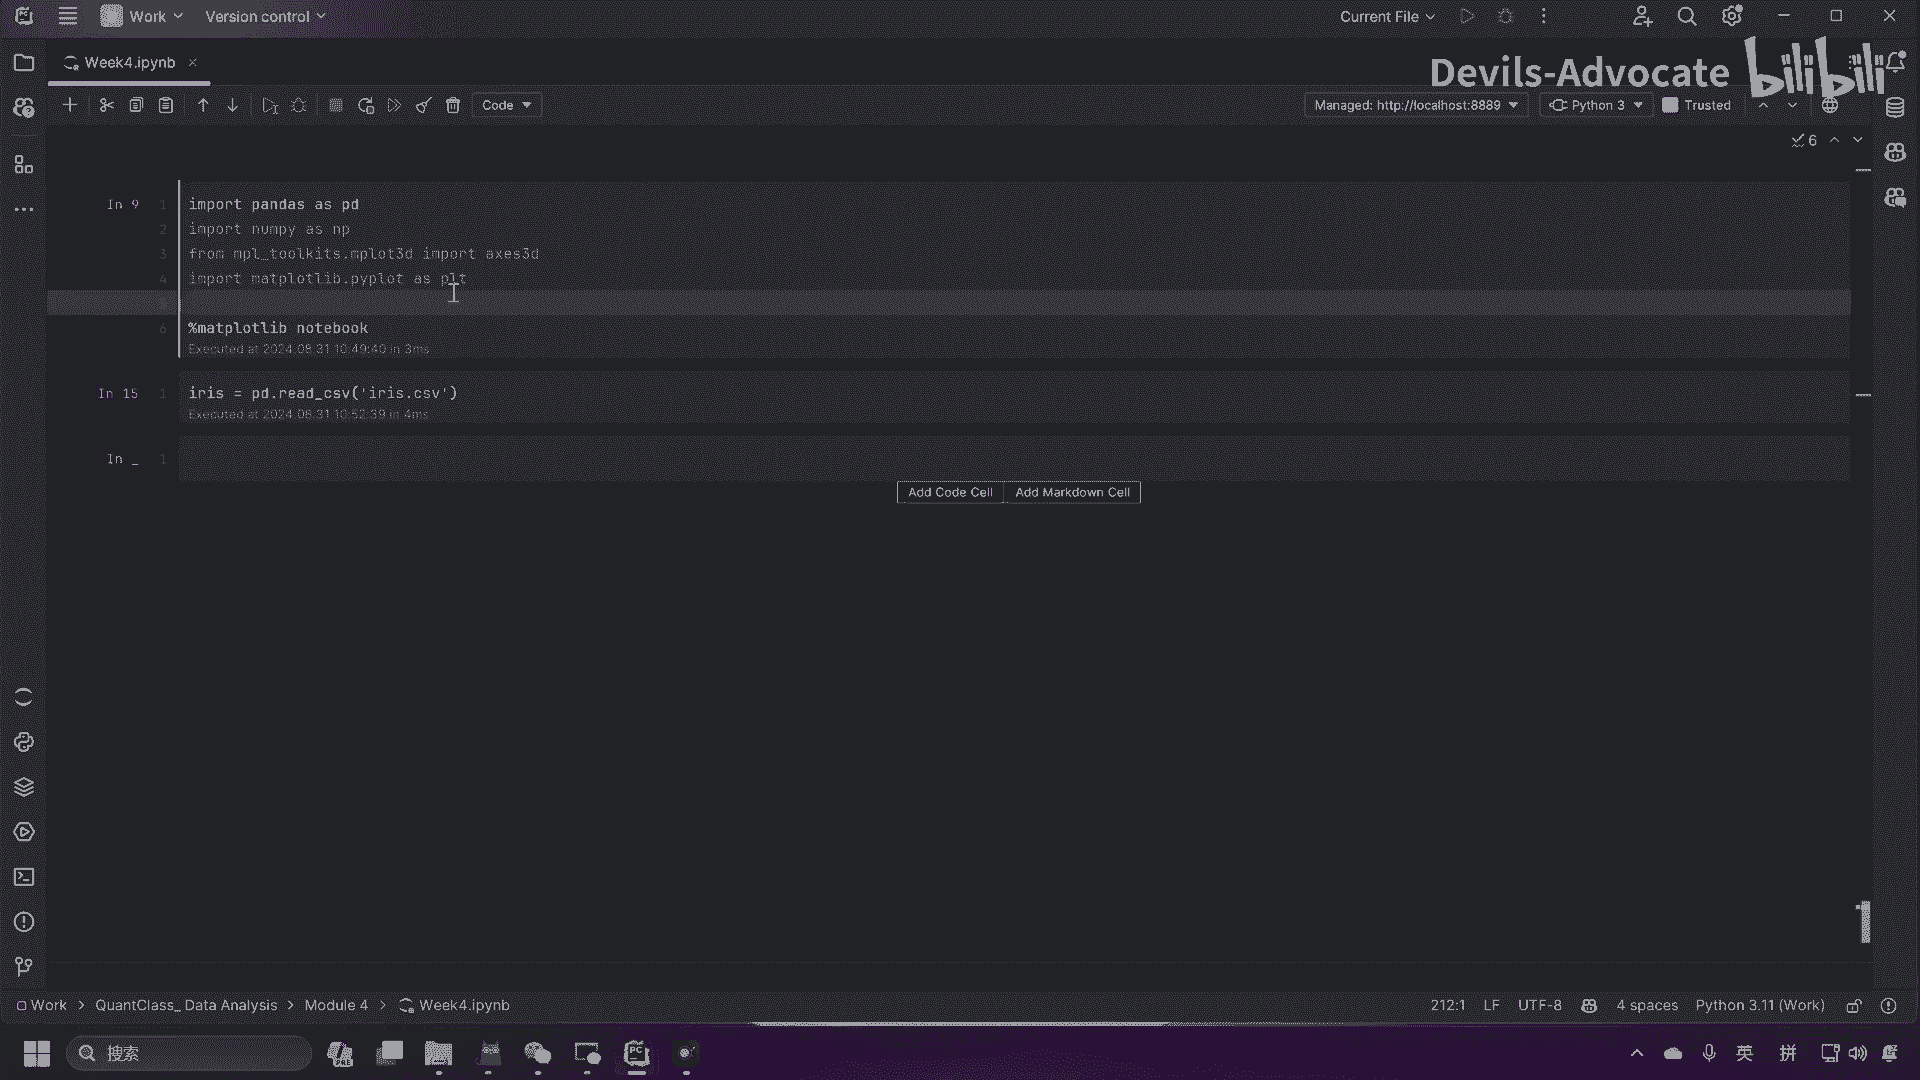 Work
Version control
Current File
Week4.ipynb
Devils-Advocate
bilibili
Code
Managed: http://localhost:8889
Python 3
Trusted
6
In 9
1 import pandas as pd
2 import numpy as np
3 from mpl_toolkits.mplot3d import axes3d
4 import matplotlib.pyplot as plt
5
6 %matplotlib notebook
Executed at 2024.08.31 10:49:40 in 3ms
In 15
1 iris = pd.read_csv('iris.csv')
Executed at 2024.08.31 10:52:39 in 4ms
In _
1
Add Code Cell
Add Markdown Cell
Work > QuantClass_ Data Analysis > Module 4 > Week4.ipynb
212:1 LF UTF-8 4 spaces Python 3.11 (Work)
搜索
PRE
PC
英
拼